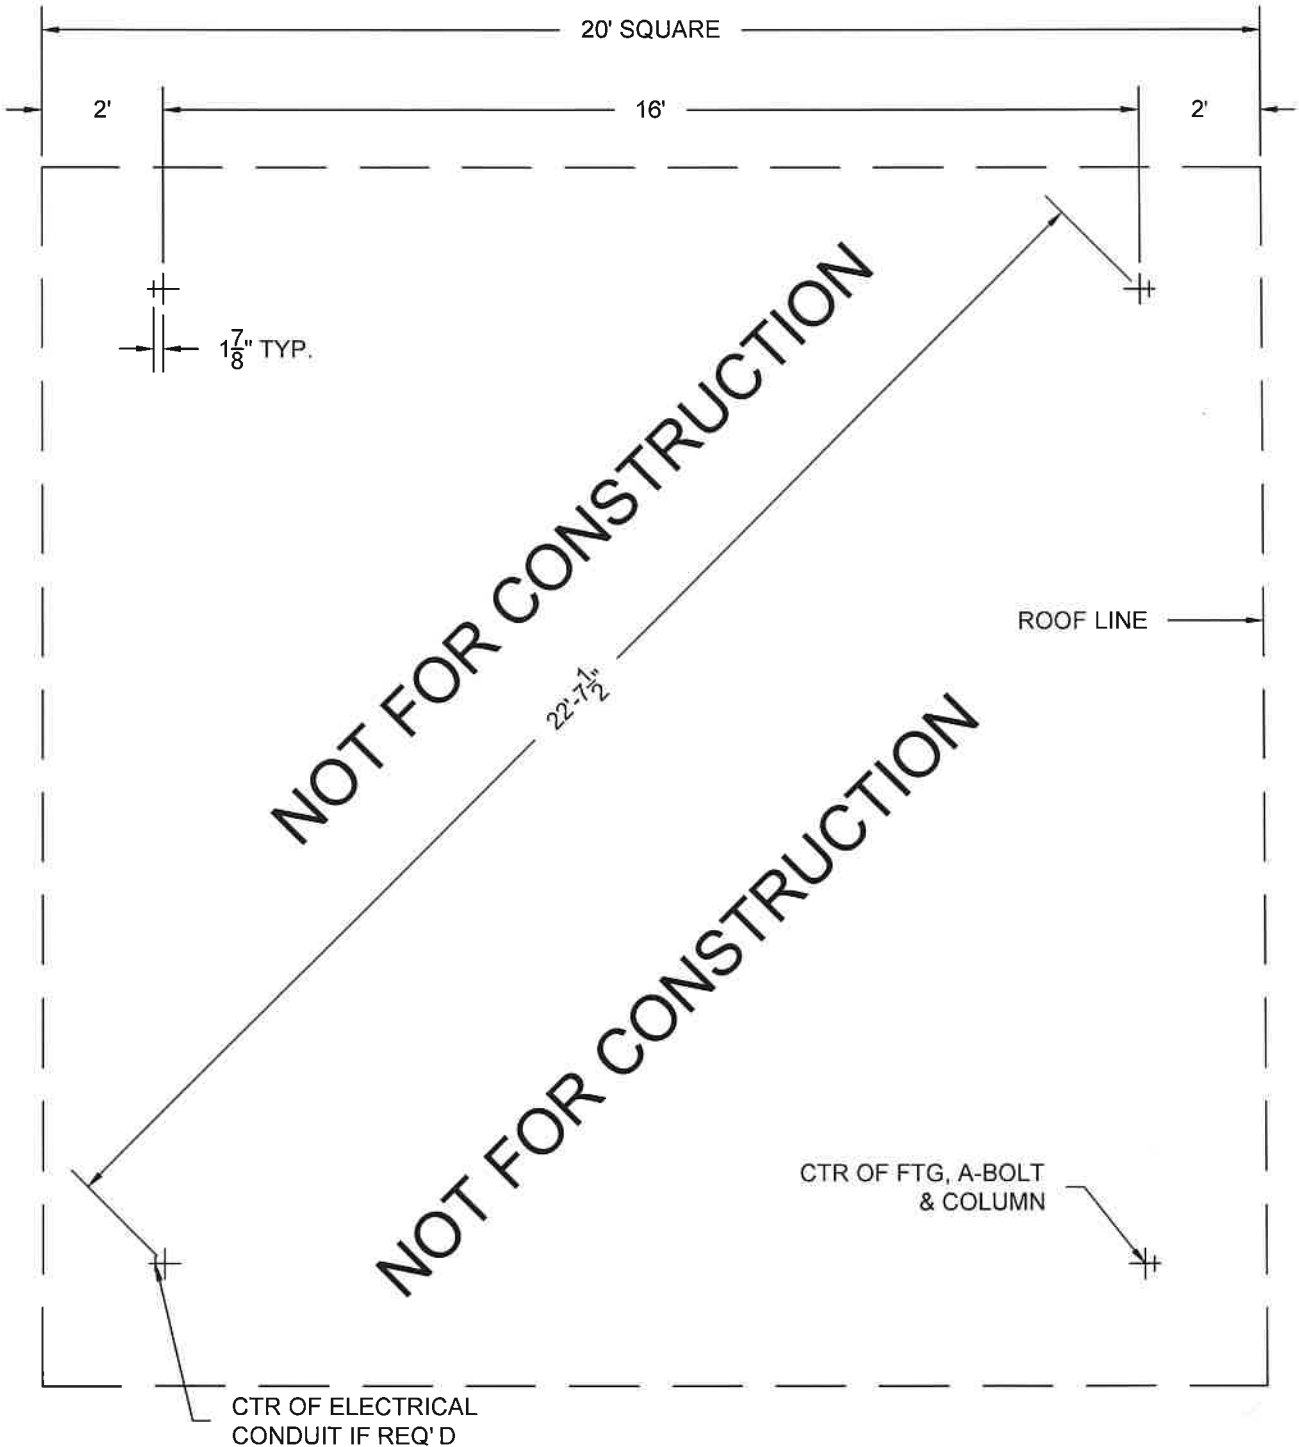 20' SQUARE
2'
16'
2'
1 7/8" TYP.
NOT FOR CONSTRUCTION
ROOF LINE
22'-7 1/2"
NOT FOR CONSTRUCTION
CTR OF FTG, A-BOLT
& COLUMN
CTR OF ELECTRICAL
CONDUIT IF REQ'D